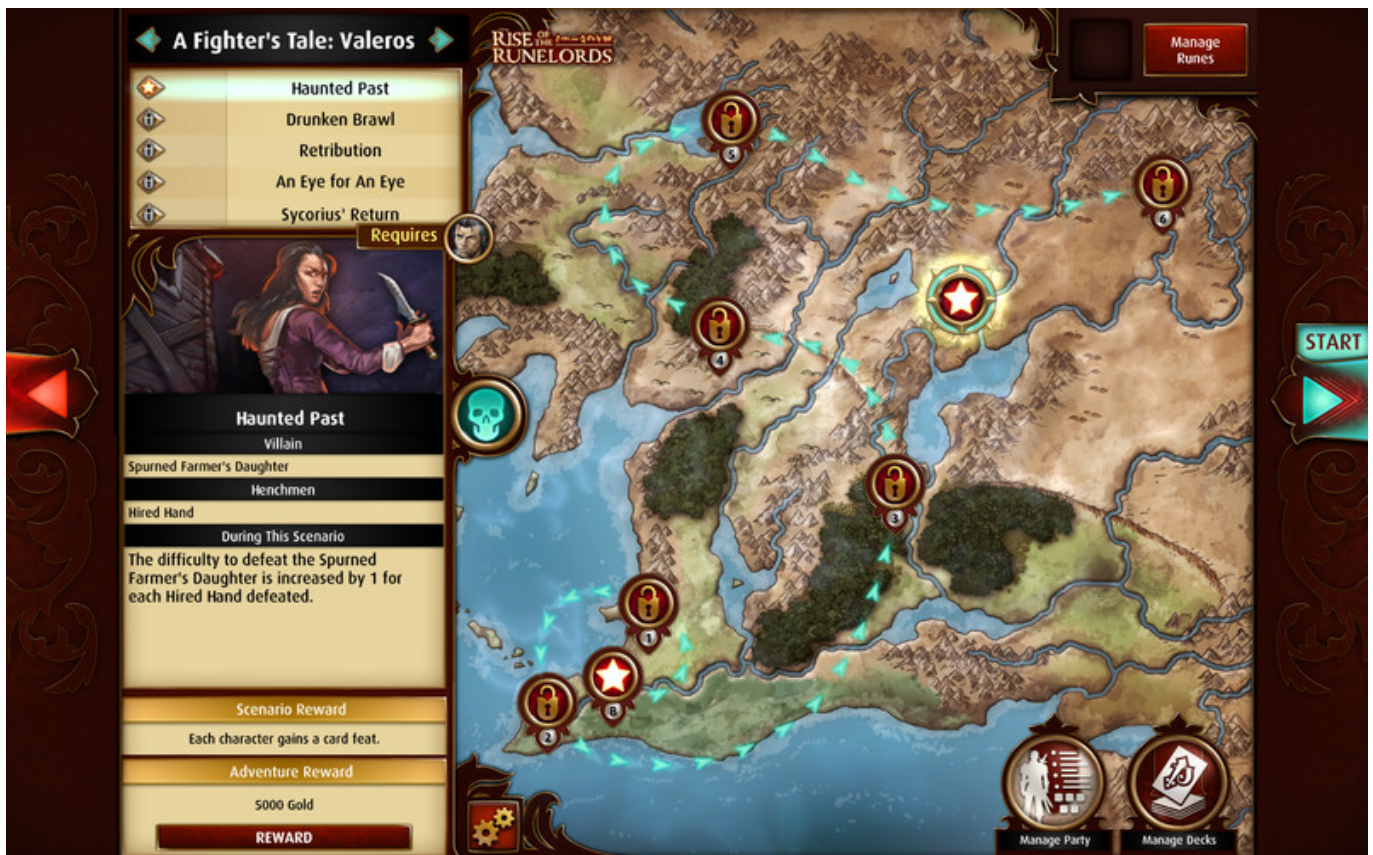 A Fighter's Tale: Valeros
Haunted Past
Drunken Brawl
Retribution
An Eye for An Eye
Sycorius' Return
Requires
Haunted Past
Villain
Spurned Farmer's Daughter
Henchmen
Hired Hand
During This Scenario
The difficulty to defeat the Spurned
Farmer's Daughter is increased by 1 for
each Hired Hand defeated.
Scenario Reward
Each character gains a card feat.
Adventure Reward
5000 Gold
REWARD
RISE OF THE
RUNELORDS
Manage
Runes
5
6
4
3
1
B
2
START
Manage Party
Manage Decks